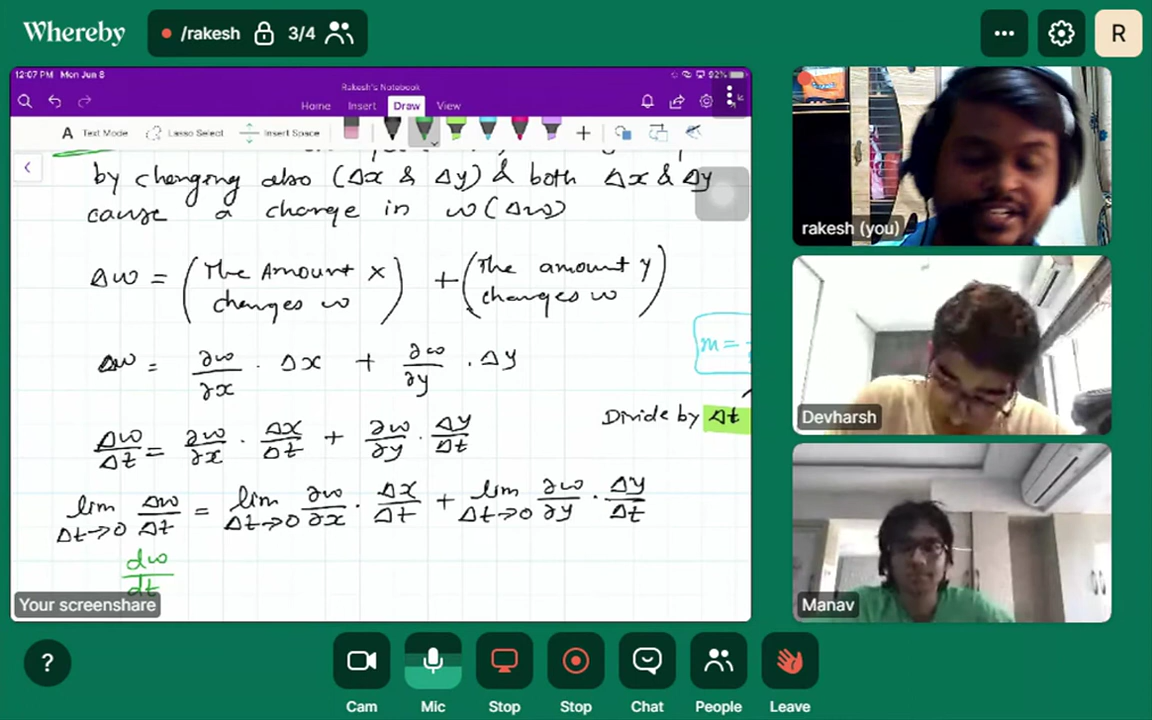 Whereby
/rakesh 3/4
R
12:07 PM Mon Jun 8
92%
Rakesh's Notebook
Home Insert Draw View
A Text Mode Lasso Select Insert Space
by changing also (Δx & Δy) & both Δx & Δy
cause a change in w (Δw)
Δw = (The Amount x changes w) + (The amount y changes w)
m =
Δw = ∂w/∂x · Δx + ∂w/∂y · Δy
Divide by Δt
Δw/Δt = ∂w/∂x · Δx/Δt + ∂w/∂y · Δy/Δt
lim Δt→0 Δw/Δt = lim Δt→0 ∂w/∂x · Δx/Δt + lim Δt→0 ∂w/∂y · Δy/Δt
dw/dt
Your screenshare
rakesh (you)
Devharsh
Manav
?
Cam Mic Stop Stop Chat People Leave